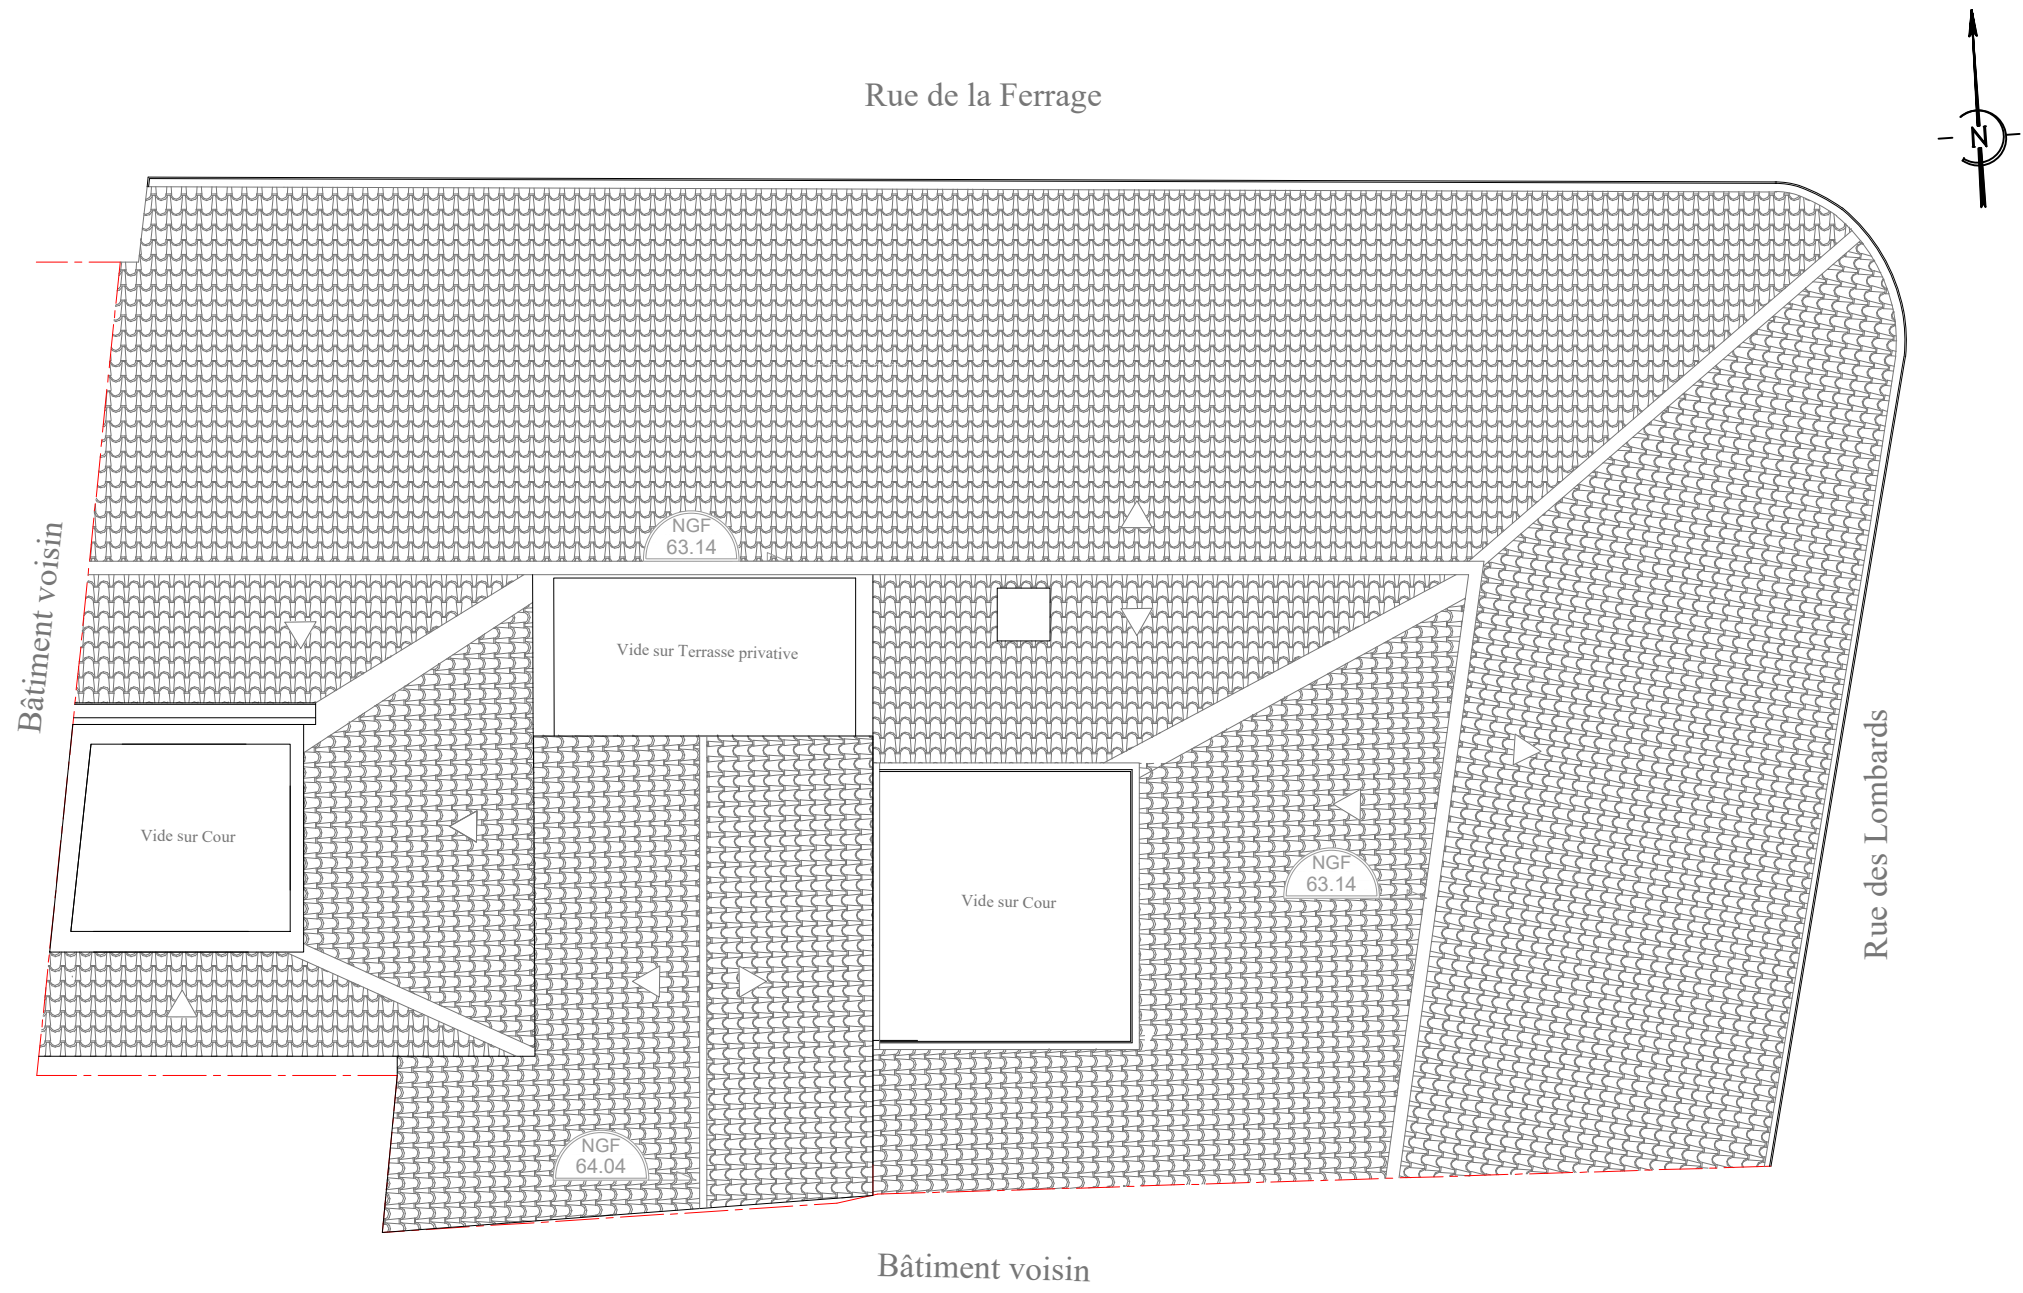 Rue de la Ferrage
N
NGF
63.14
Bâtiment voisin
Vide sur Terrasse privative
Vide sur Cour
Rue des Lombards
NGF
63.14
Vide sur Cour
NGF
64.04
Bâtiment voisin